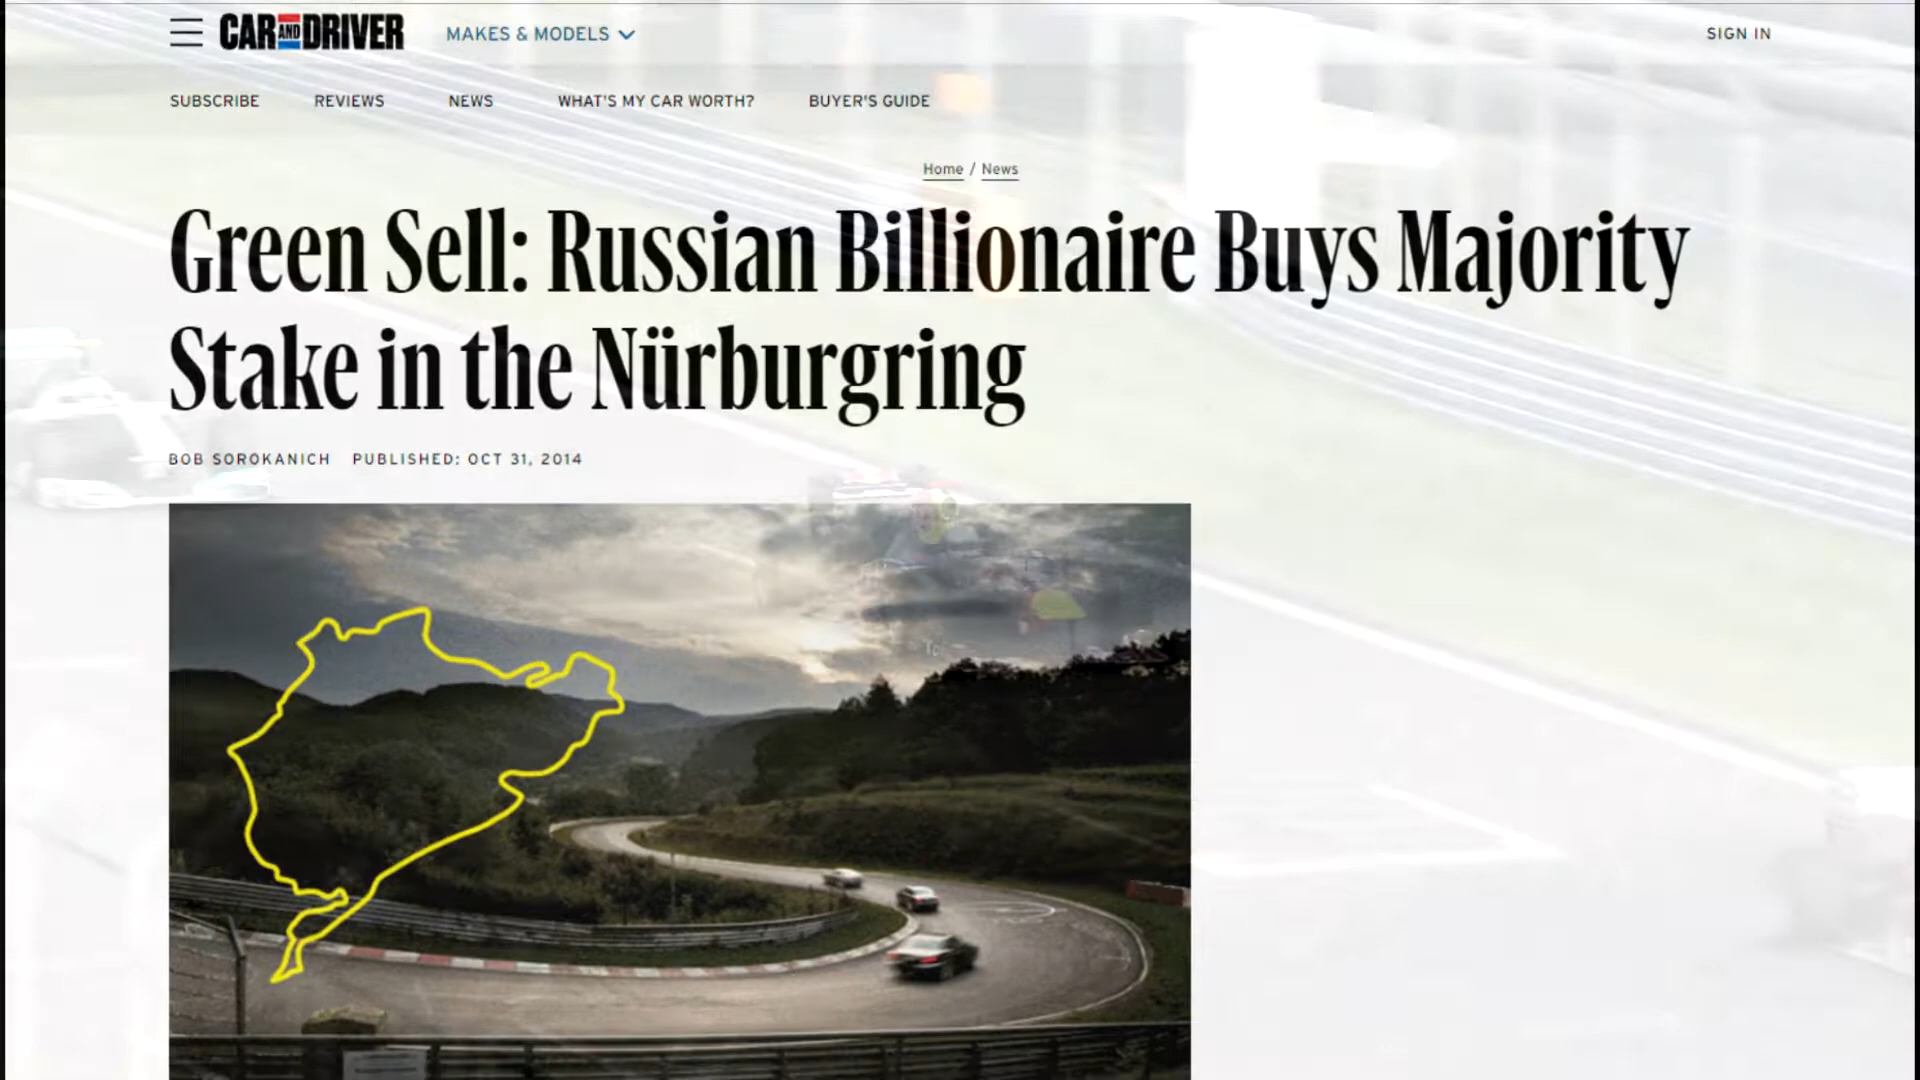 CAR AND DRIVER
MAKES & MODELS
SIGN IN
SUBSCRIBE
REVIEWS
NEWS
WHAT'S MY CAR WORTH?
BUYER'S GUIDE
Home / News
Green Sell: Russian Billionaire Buys Majority
Stake in the Nürburgring
BOB SOROKANICH PUBLISHED: OCT 31, 2014